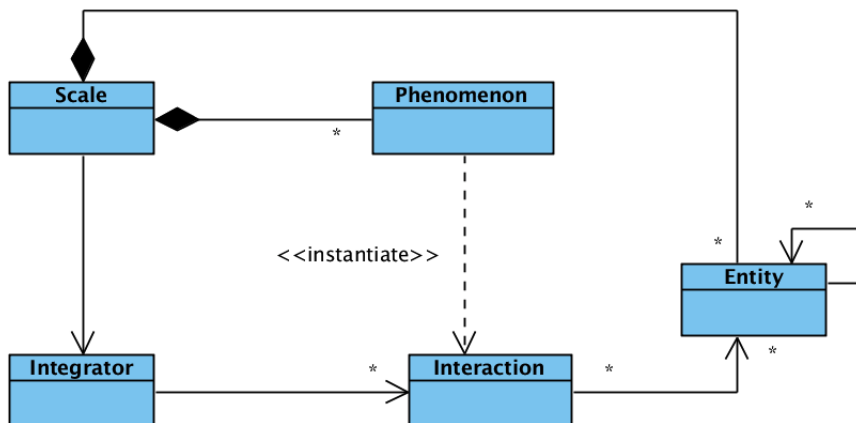 Scale
Phenomenon
*
<<instantiate>>
*
*
Entity
*
Integrator
*
Interaction
*